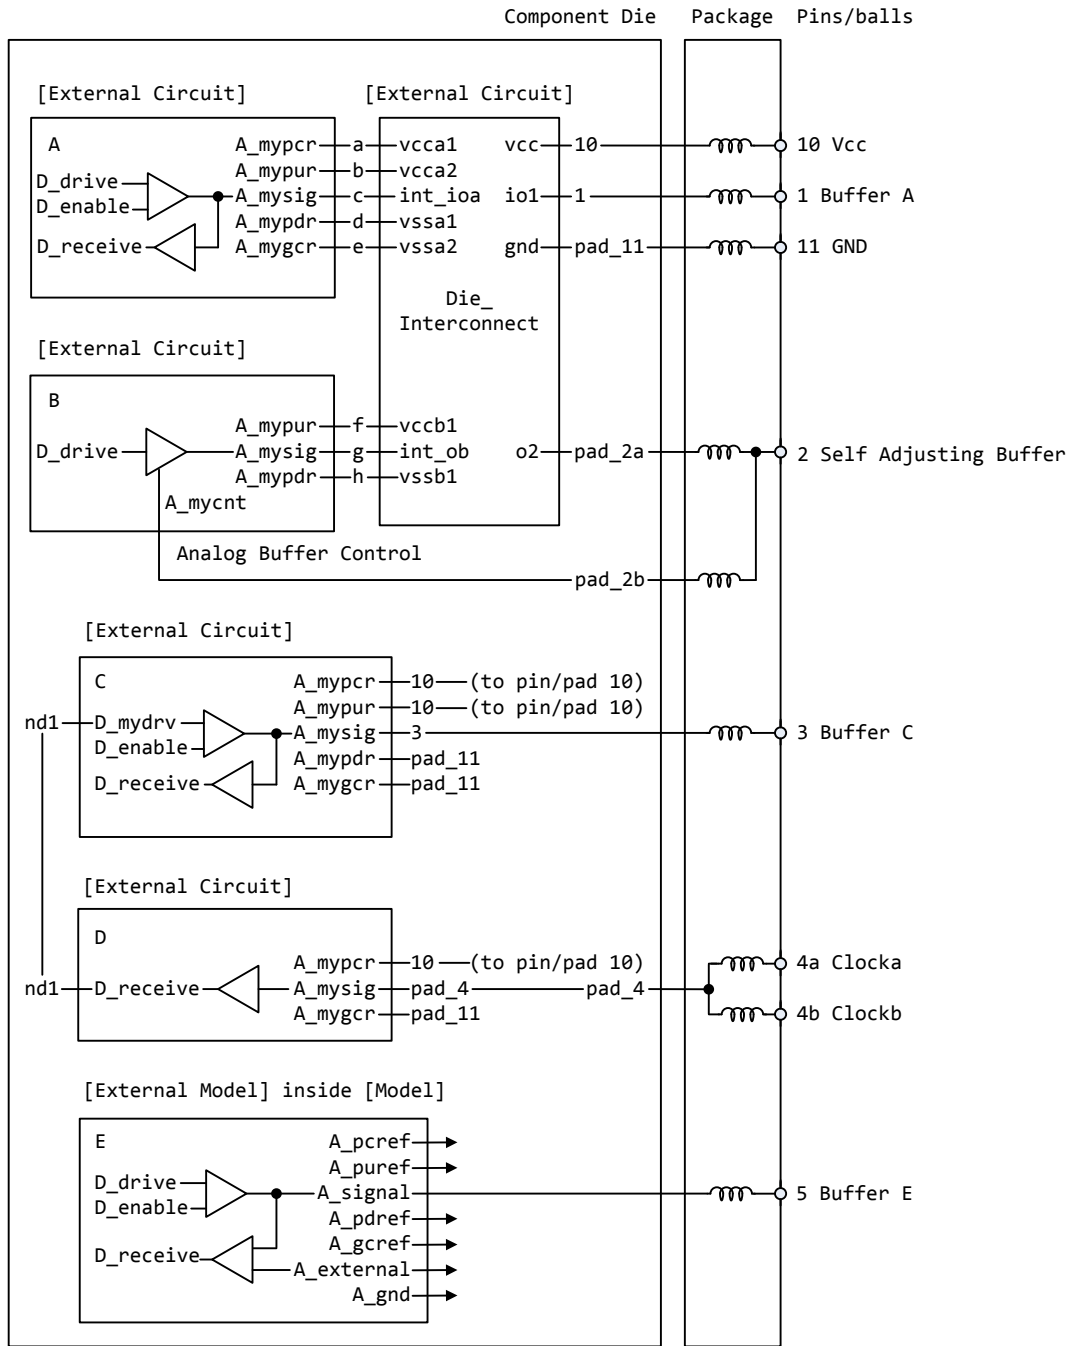 Component Die Package Pins/balls
[External Circuit] [External Circuit]
A A_mypcr a vcca1 vcc 10 10 Vcc
A_mypur b vcca2
D_drive
A_mysig c int_ioa io1 1 1 Buffer A
D_enable
A_mypdr d vssa1
D_receive A_mygcr e vssa2 gnd pad_11 11 GND
Die_
Interconnect
[External Circuit]
B
A_mypur f vccb1
D_drive A_mysig g int_ob o2 pad_2a 2 Self Adjusting Buffer
A_mypdr h vssb1
A_mycnt
Analog Buffer Control
pad_2b
[External Circuit]
C A_mypcr 10 (to pin/pad 10)
A_mypur 10 (to pin/pad 10)
nd1 D_mydrv
A_mysig 3 3 Buffer C
D_enable
A_mypdr pad_11
D_receive A_mygcr pad_11
[External Circuit]
D
A_mypcr 10 (to pin/pad 10) 4a Clocka
nd1 D_receive A_mysig pad_4 pad_4
A_mygcr pad_11 4b Clockb
[External Model] inside [Model]
E A_pcref
A_puref
D_drive
A_signal 5 Buffer E
D_enable
A_pdref
A_gcref
D_receive
A_external
A_gnd